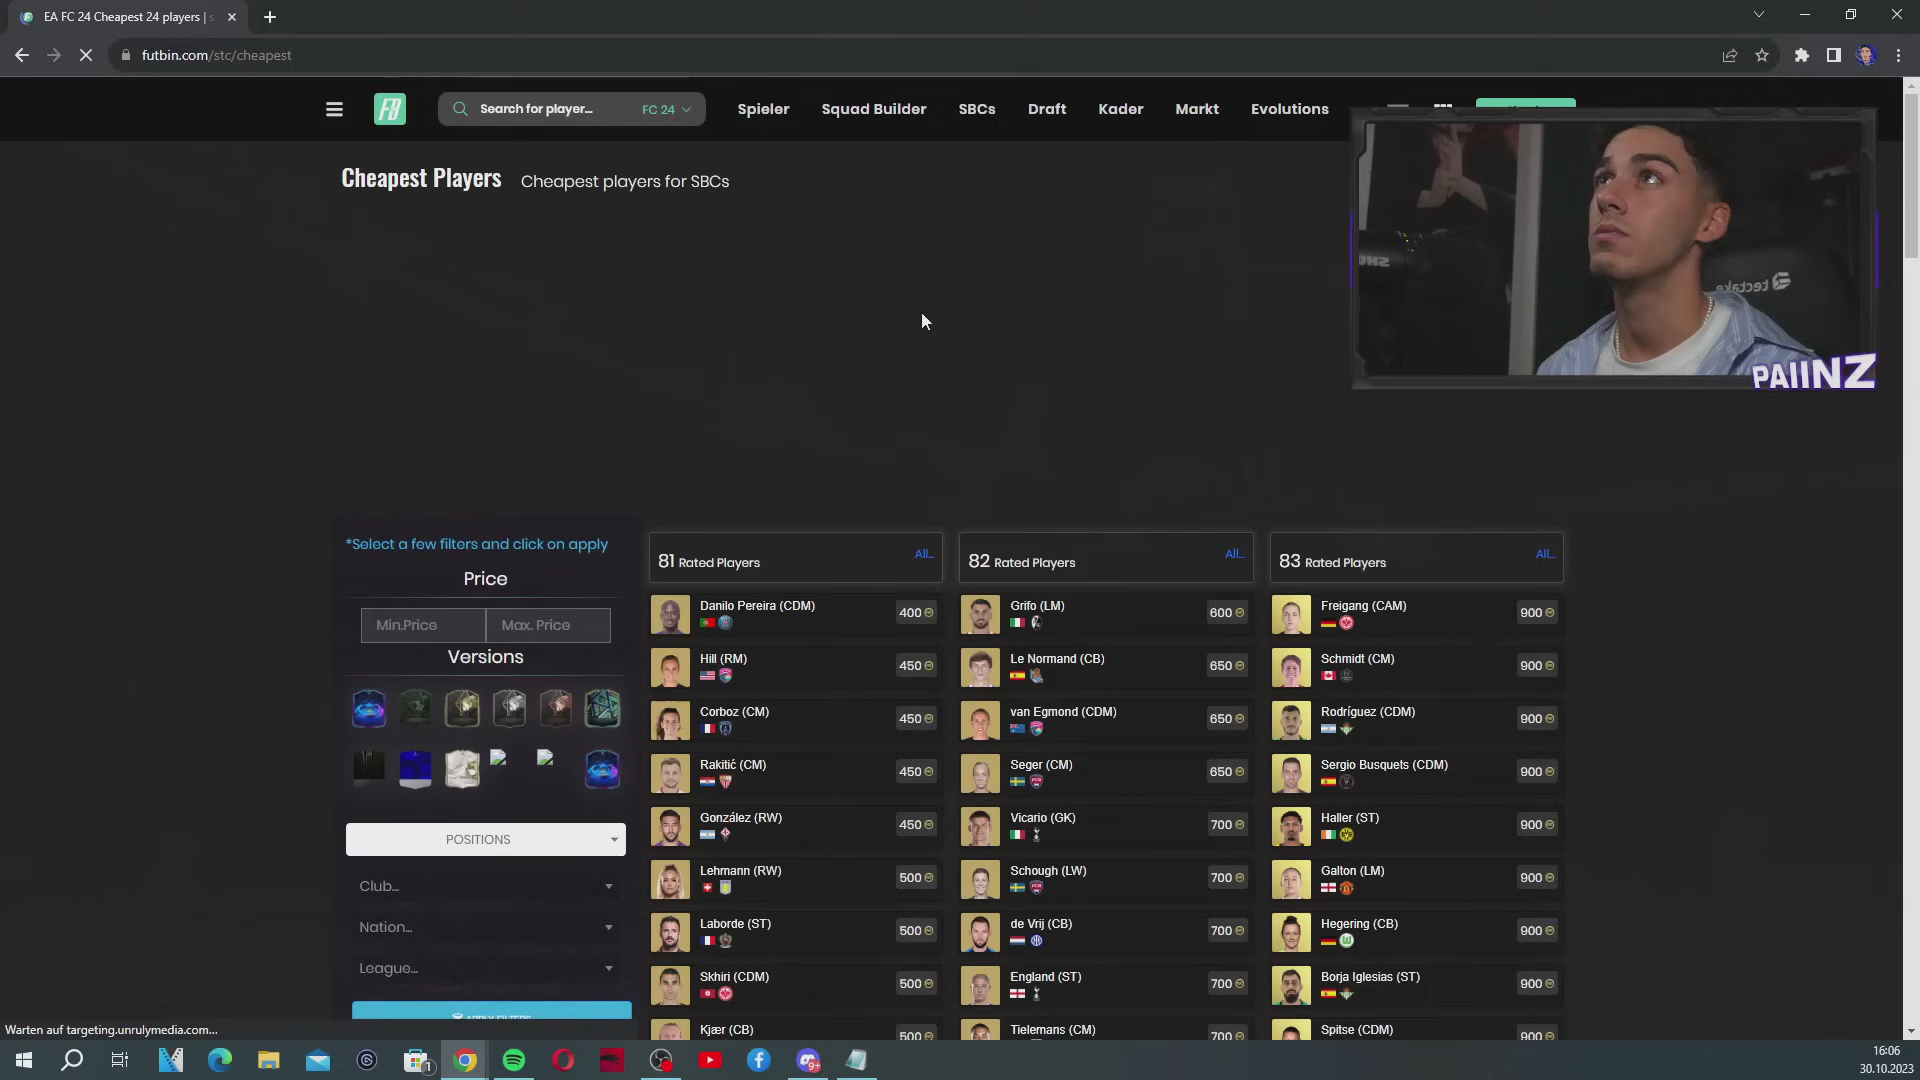 EA FC 24 Cheapest 24 players | s
futbin.com/stc/cheapest
FB
Search for player...
FC 24
Spieler
Squad Builder
SBCs
Draft
Kader
Markt
Evolutions
Cheapest Players
Cheapest players for SBCs
tectake
PAIINZ
*Select a few filters and click on apply
Price
Min.Price
Max. Price
Versions
POSITIONS
Club...
Nation...
League...
APPLY FILTERS
81 Rated Players
All...
Danilo Pereira (CDM)
400
Hill (RM)
450
Corboz (CM)
450
Rakitić (CM)
450
González (RW)
450
Lehmann (RW)
500
Laborde (ST)
500
Skhiri (CDM)
500
Kjær (CB)
500
82 Rated Players
All...
Grifo (LM)
600
Le Normand (CB)
650
van Egmond (CDM)
650
Seger (CM)
650
Vicario (GK)
700
Schough (LW)
700
de Vrij (CB)
700
England (ST)
700
Tielemans (CM)
700
83 Rated Players
All...
Freigang (CAM)
900
Schmidt (CM)
900
Rodríguez (CDM)
900
Sergio Busquets (CDM)
900
Haller (ST)
900
Galton (LM)
900
Hegering (CB)
900
Borja Iglesias (ST)
900
Spitse (CDM)
900
Warten auf targeting.unrulymedia.com...
1
9+
16:06
30.10.2023